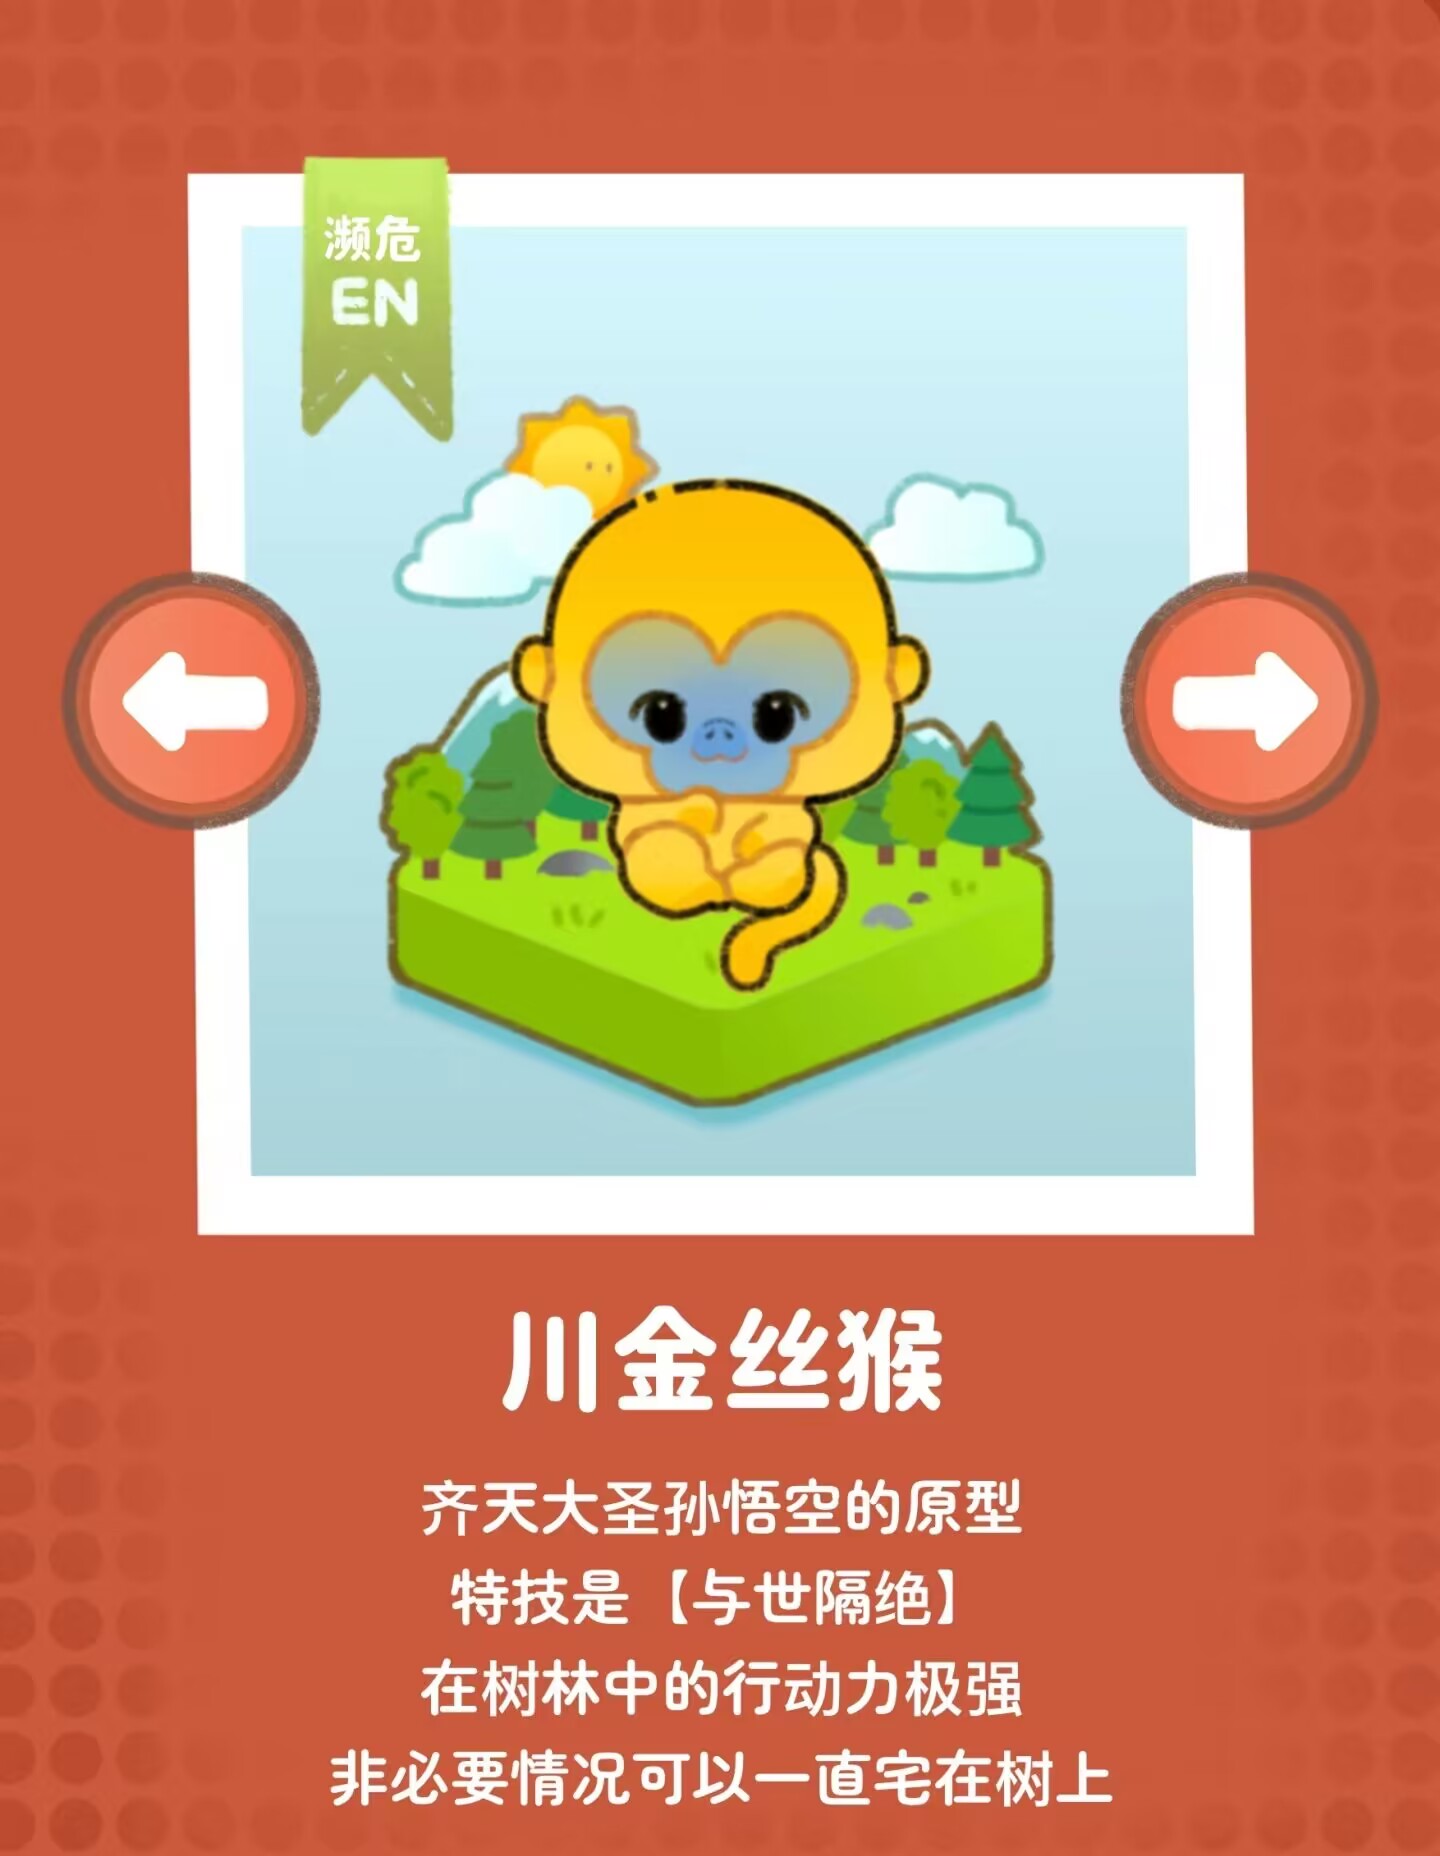 濒危
EN
川金丝猴
齐天大圣孙悟空的原型
特技是【与世隔绝】
在树林中的行动力极强
非必要情况可以一直宅在树上